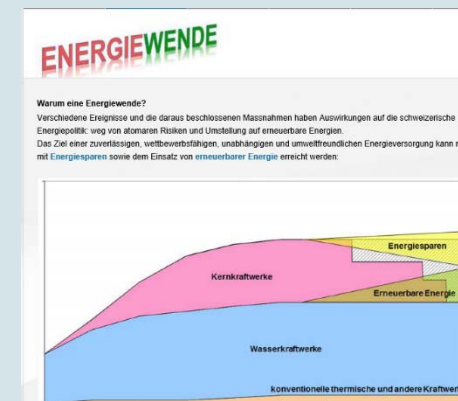 ENERGIEWENDE
Warum eine Energiewende?
Verschiedene Ereignisse und die daraus beschlossenen Massnahmen haben Auswirkungen auf die schweizerische
Energiepolitik: weg von atomaren Risiken und Umstellung auf erneuerbare Energien.
Das Ziel einer zuverlässigen, wettbewerbsfähigen, unabhängigen und umweltfreundlichen Energieversorgung kann
mit Energiesparen sowie dem Einsatz von erneuerbarer Energie erreicht werden:
Energiesparen
Kernkraftwerke
Erneuerbare Energie
Wasserkraftwerke
konventionelle thermische und andere